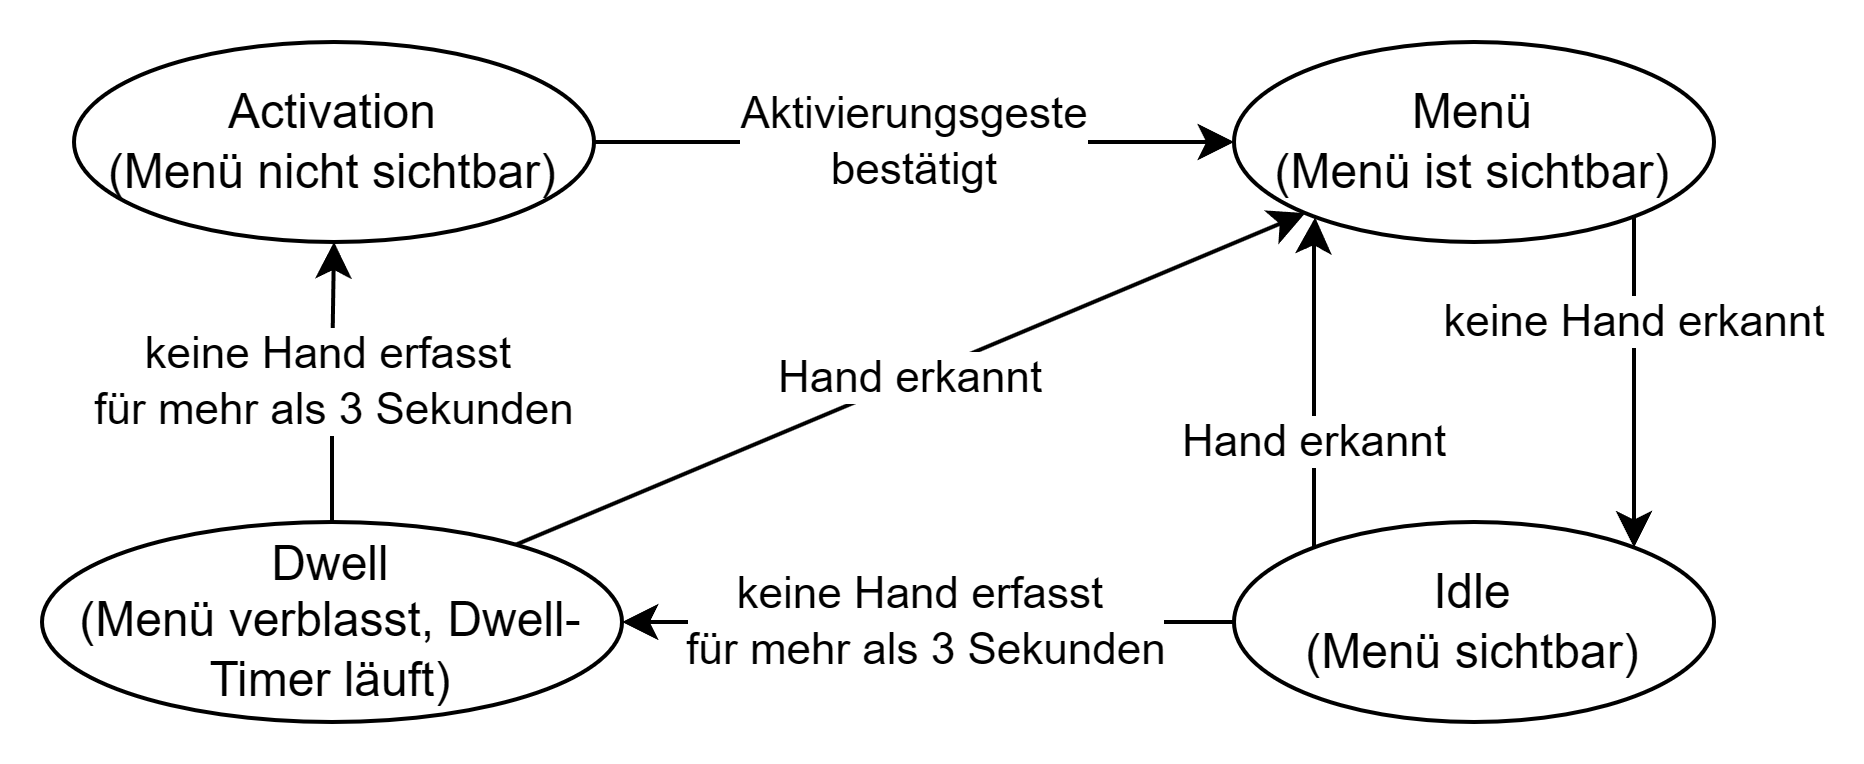 Activation
(Menü nicht sichtbar)
Aktivierungsgeste
bestätigt
Menü
(Menü ist sichtbar)
keine Hand erfasst
für mehr als 3 Sekunden
Hand erkannt
Hand erkannt
keine Hand erkannt
Dwell
(Menü verblasst, Dwell-
Timer läuft)
keine Hand erfasst
für mehr als 3 Sekunden
Idle
(Menü sichtbar)